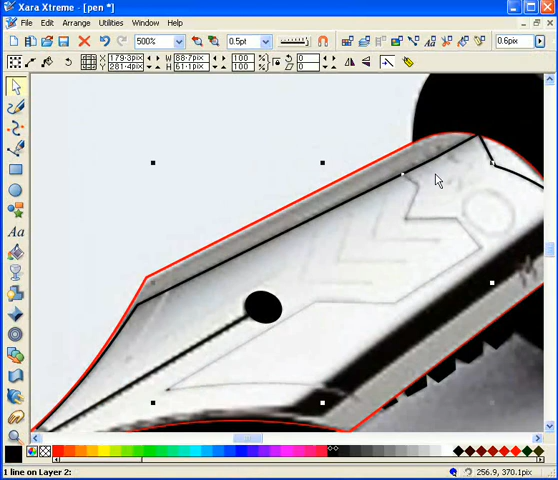 Xara Xtreme - [pen *]
File Edit Arrange Utilities Window Help
500% 0.5pt 0.6pix
X 179.3pix W 88.7pix 100 0
Y 281.4pix H 61.1pix 100 0
Aa
1 line on Layer 2: 256.9, 370.1pix